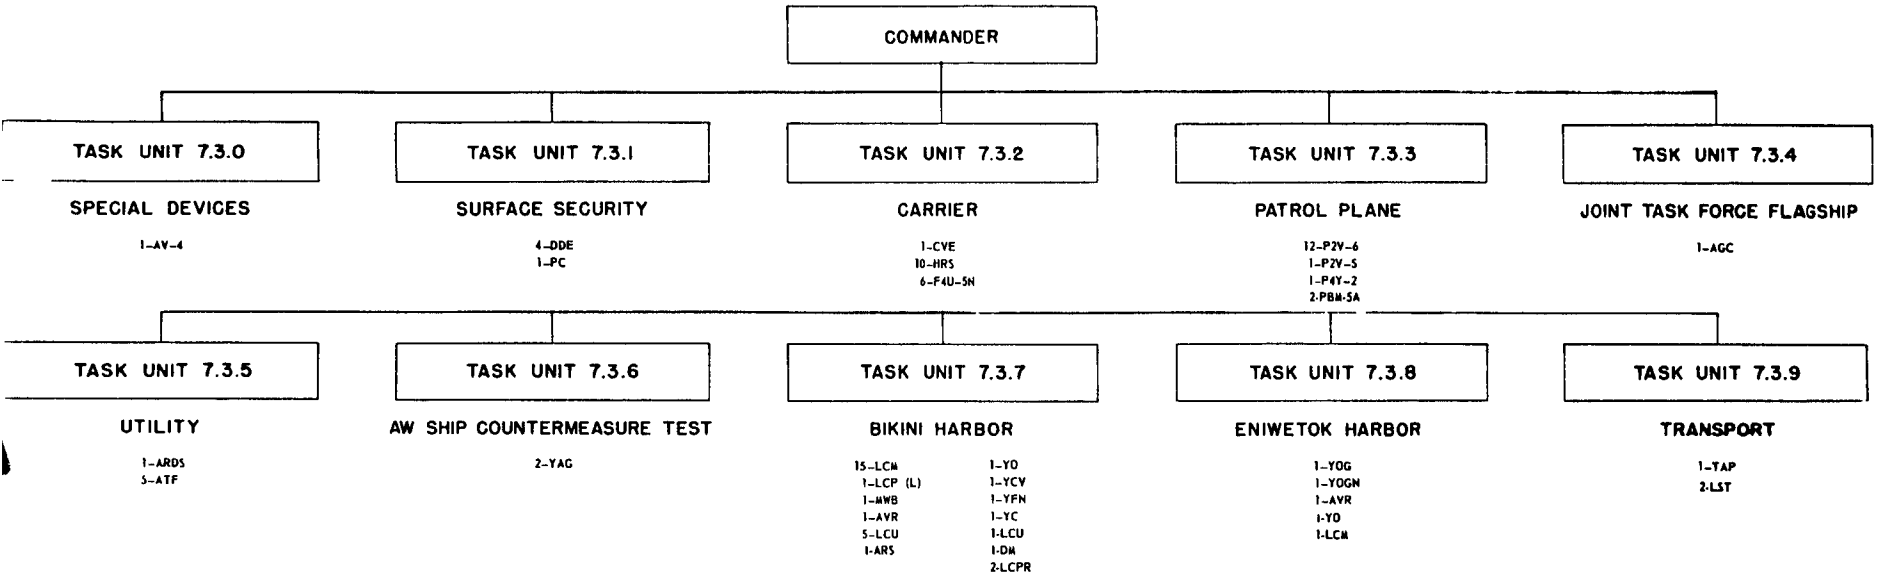 COMMANDER
TASK UNIT 7.3.0
TASK UNIT 7.3.1
TASK UNIT 7.3.2
TASK UNIT 7.3.3
TASK UNIT 7.3.4
SPECIAL DEVICES
SURFACE SECURITY
CARRIER
PATROL PLANE
JOINT TASK FORCE FLAGSHIP
1-AV-4
4-DDE
1-PC
1-CVE
10-HRS
6-F4U-5N
12-P2V-6
1-P2V-5
1-P4Y-2
2-PBM-5A
1-AGC
TASK UNIT 7.3.5
TASK UNIT 7.3.6
TASK UNIT 7.3.7
TASK UNIT 7.3.8
TASK UNIT 7.3.9
UTILITY
AW SHIP COUNTERMEASURE TEST
BIKINI HARBOR
ENIWETOK HARBOR
TRANSPORT
1-ARDS
5-ATF
2-YAG
15-LCM
1-LCP (L)
1-MWB
1-AVR
5-LCU
1-ARS
1-YO
1-YCV
1-YFN
1-YC
1-LCU
1-DM
2-LCPR
1-YOG
1-YOGN
1-AVR
1-YO
1-LCM
1-TAP
2-LST